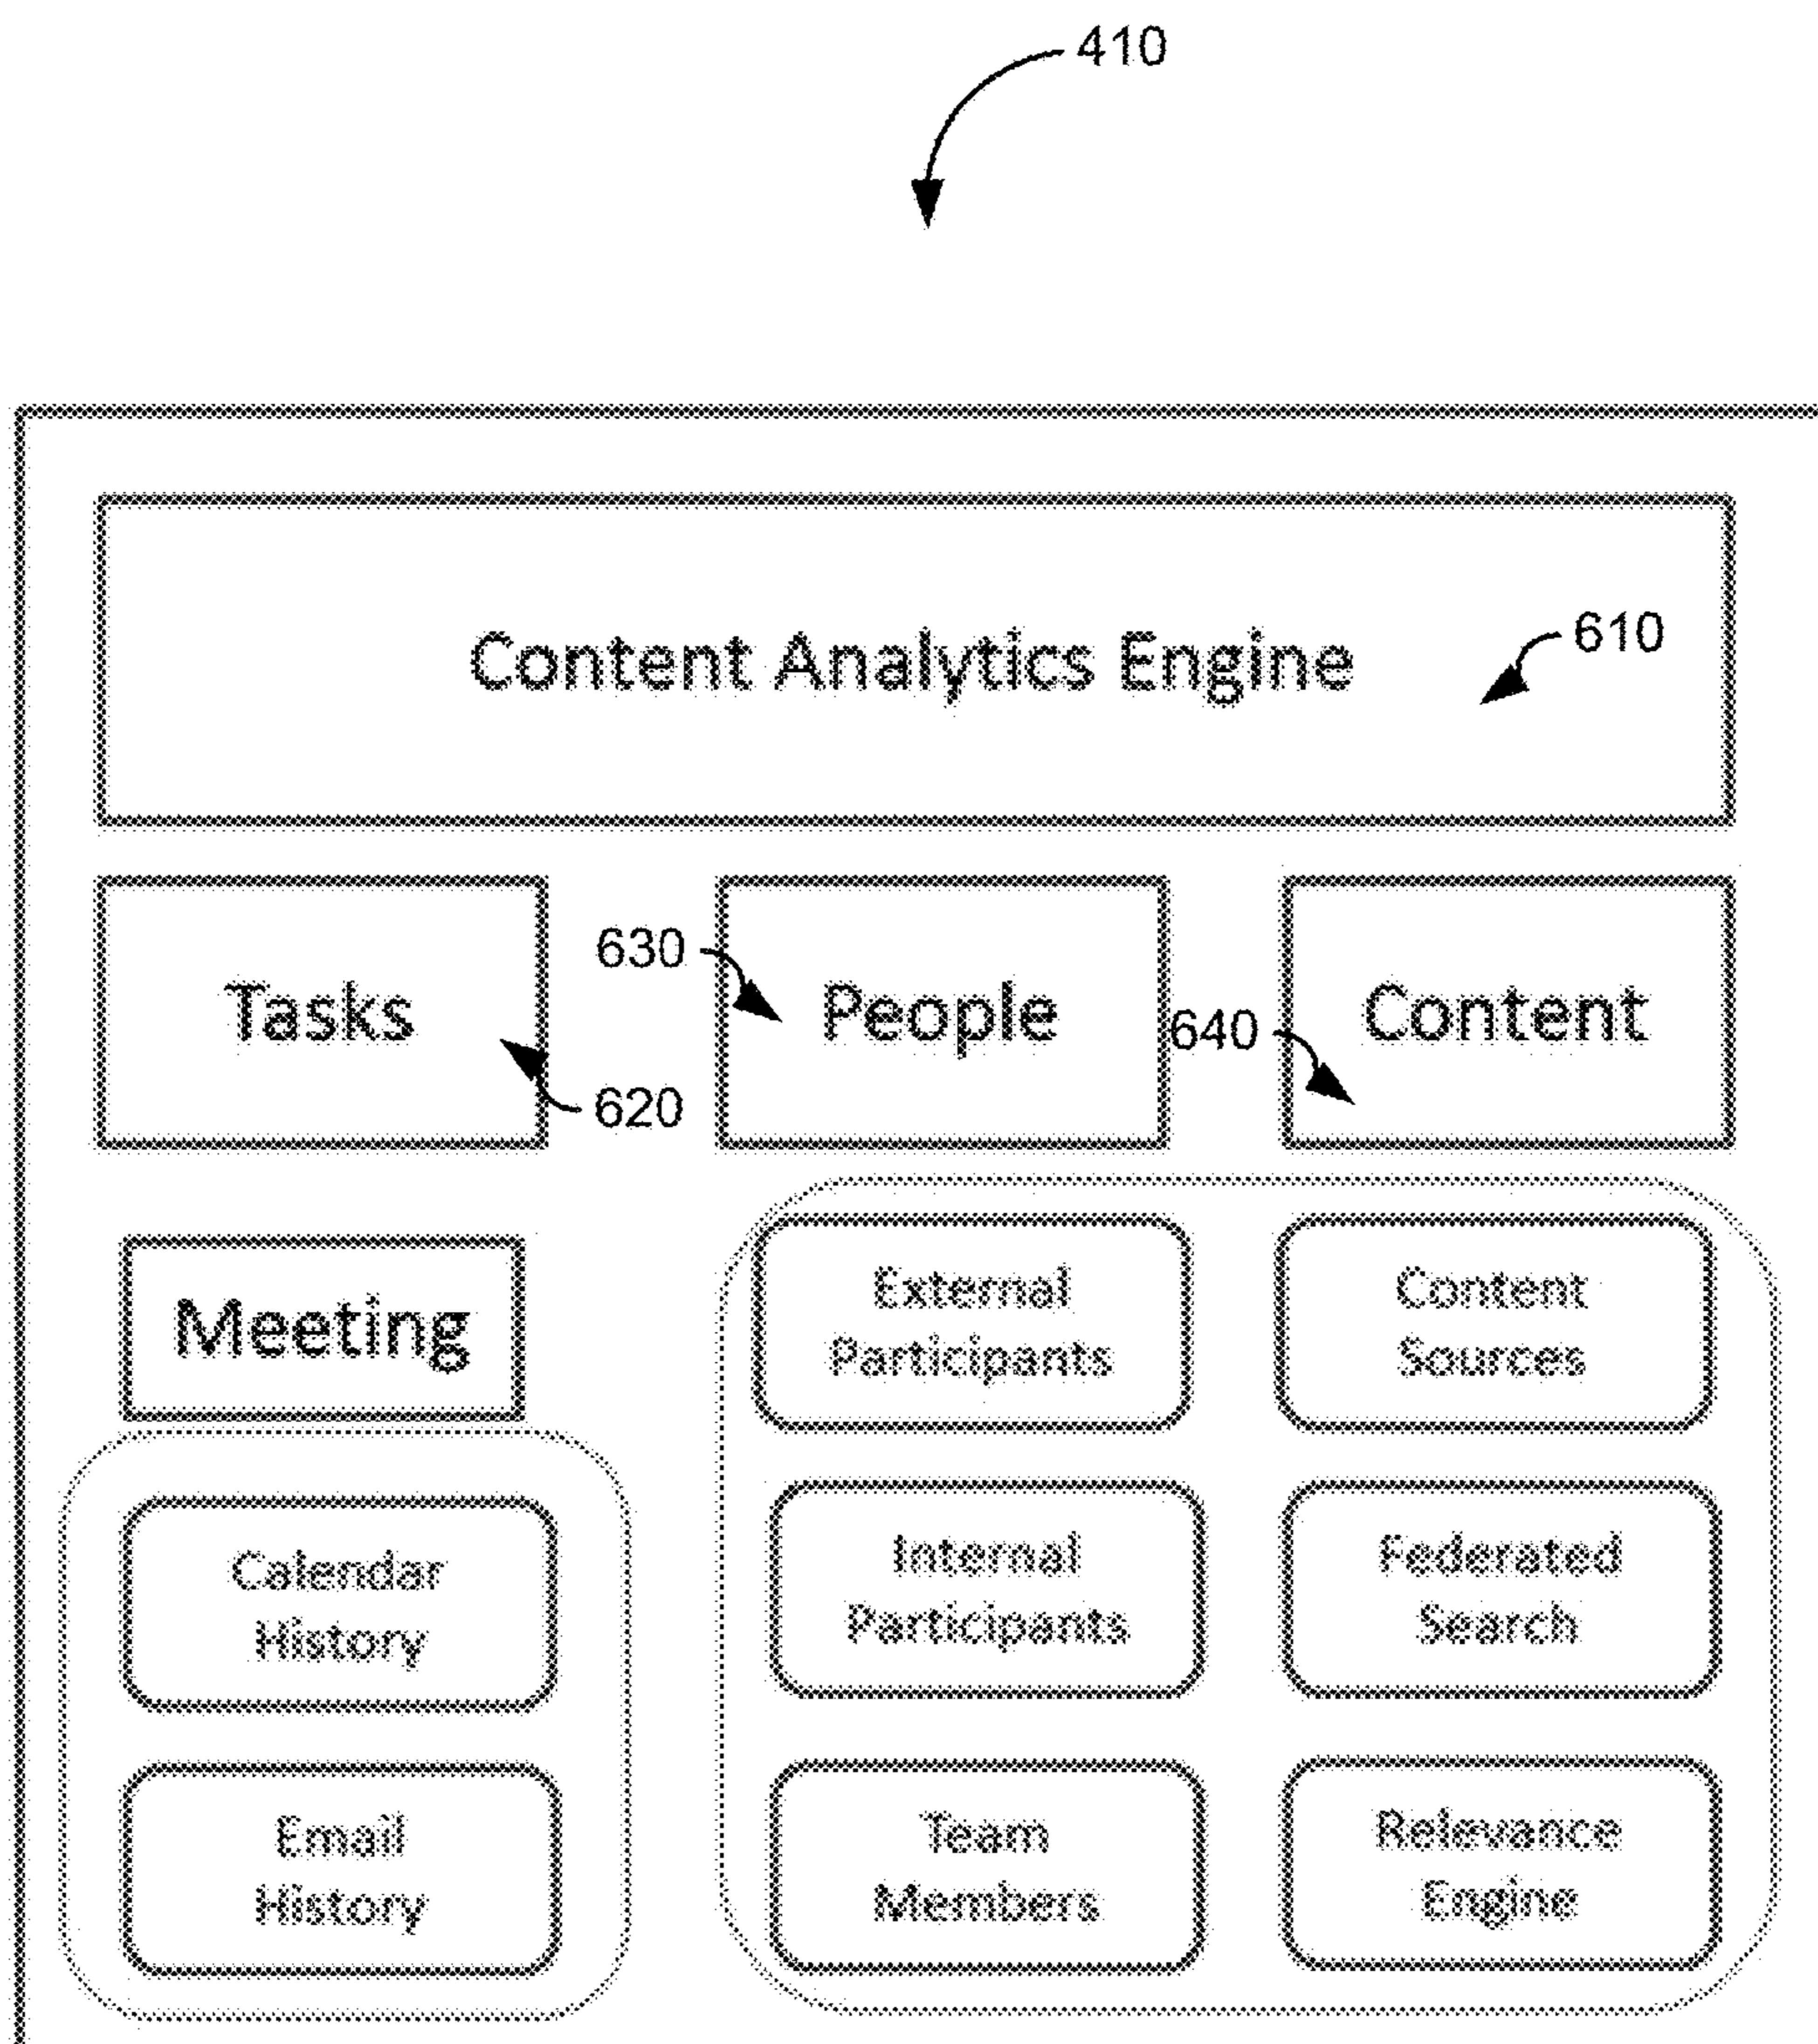 410
Content Analytics Engine
610
Tasks
620
630
People
640
Content
Meeting
Calendar
History
Email
History
External
Participants
Internal
Participants
Team
Members
Content
Sources
Federated
Search
Relevance
Engine